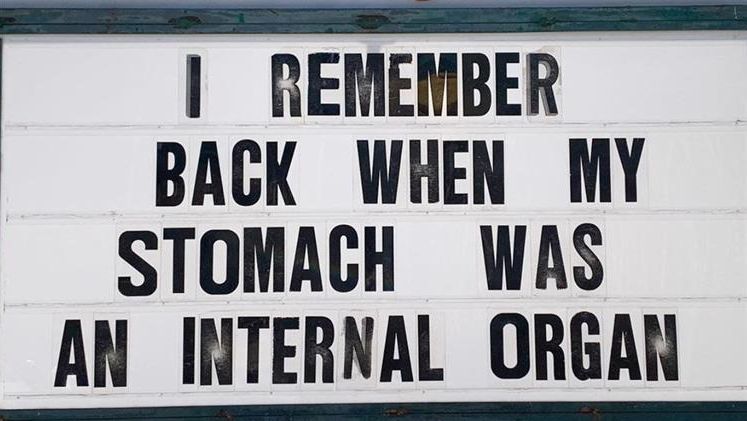 I REMEMBER
BACK WHEN MY
STOMACH WAS
AN INTERNAL ORGAN